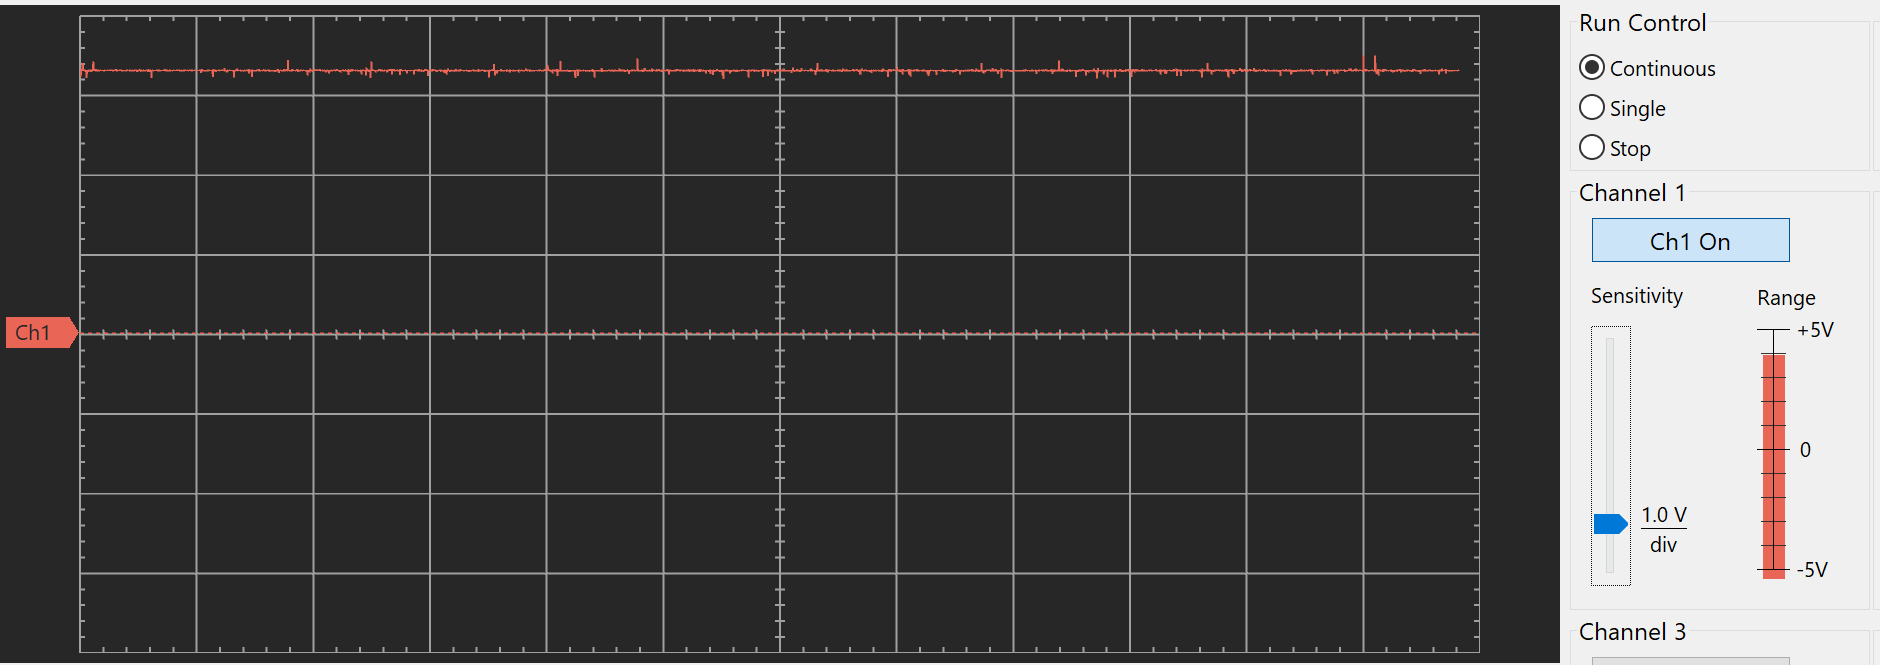 Ch1
Run Control
Continuous
Single
Stop
Channel 1
Ch1 On
Sensitivity
Range
+5V
0
1.0 V
div
-5V
Channel 3